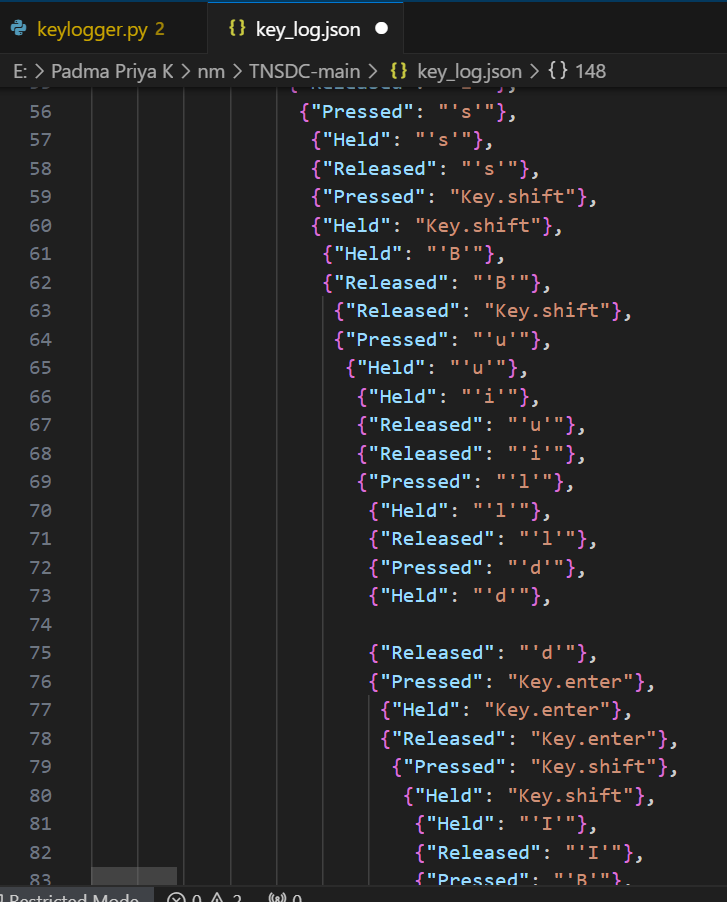 keylogger.py 2
{} key_log.json ●
E: > Padma Priya K > nm > TNSDC-main > {} key_log.json > {} 148
56 {"Pressed": "'s'"},
57 {"Held": "'s'"},
58 {"Released": "'s'"},
59 {"Pressed": "Key.shift"},
60 {"Held": "Key.shift"},
61 {"Held": "'B'"},
62 {"Released": "'B'"},
63 {"Released": "Key.shift"},
64 {"Pressed": "'u'"},
65 {"Held": "'u'"},
66 {"Held": "'i'"},
67 {"Released": "'u'"},
68 {"Released": "'i'"},
69 {"Pressed": "'l'"},
70 {"Held": "'l'"},
71 {"Released": "'l'"},
72 {"Pressed": "'d'"},
73 {"Held": "'d'"},
74
75 {"Released": "'d'"},
76 {"Pressed": "Key.enter"},
77 {"Held": "Key.enter"},
78 {"Released": "Key.enter"},
79 {"Pressed": "Key.shift"},
80 {"Held": "Key.shift"},
81 {"Held": "'I'"},
82 {"Released": "'I'"},
83 {"Pressed": "'B'"},
Restricted Mode 0 2 0